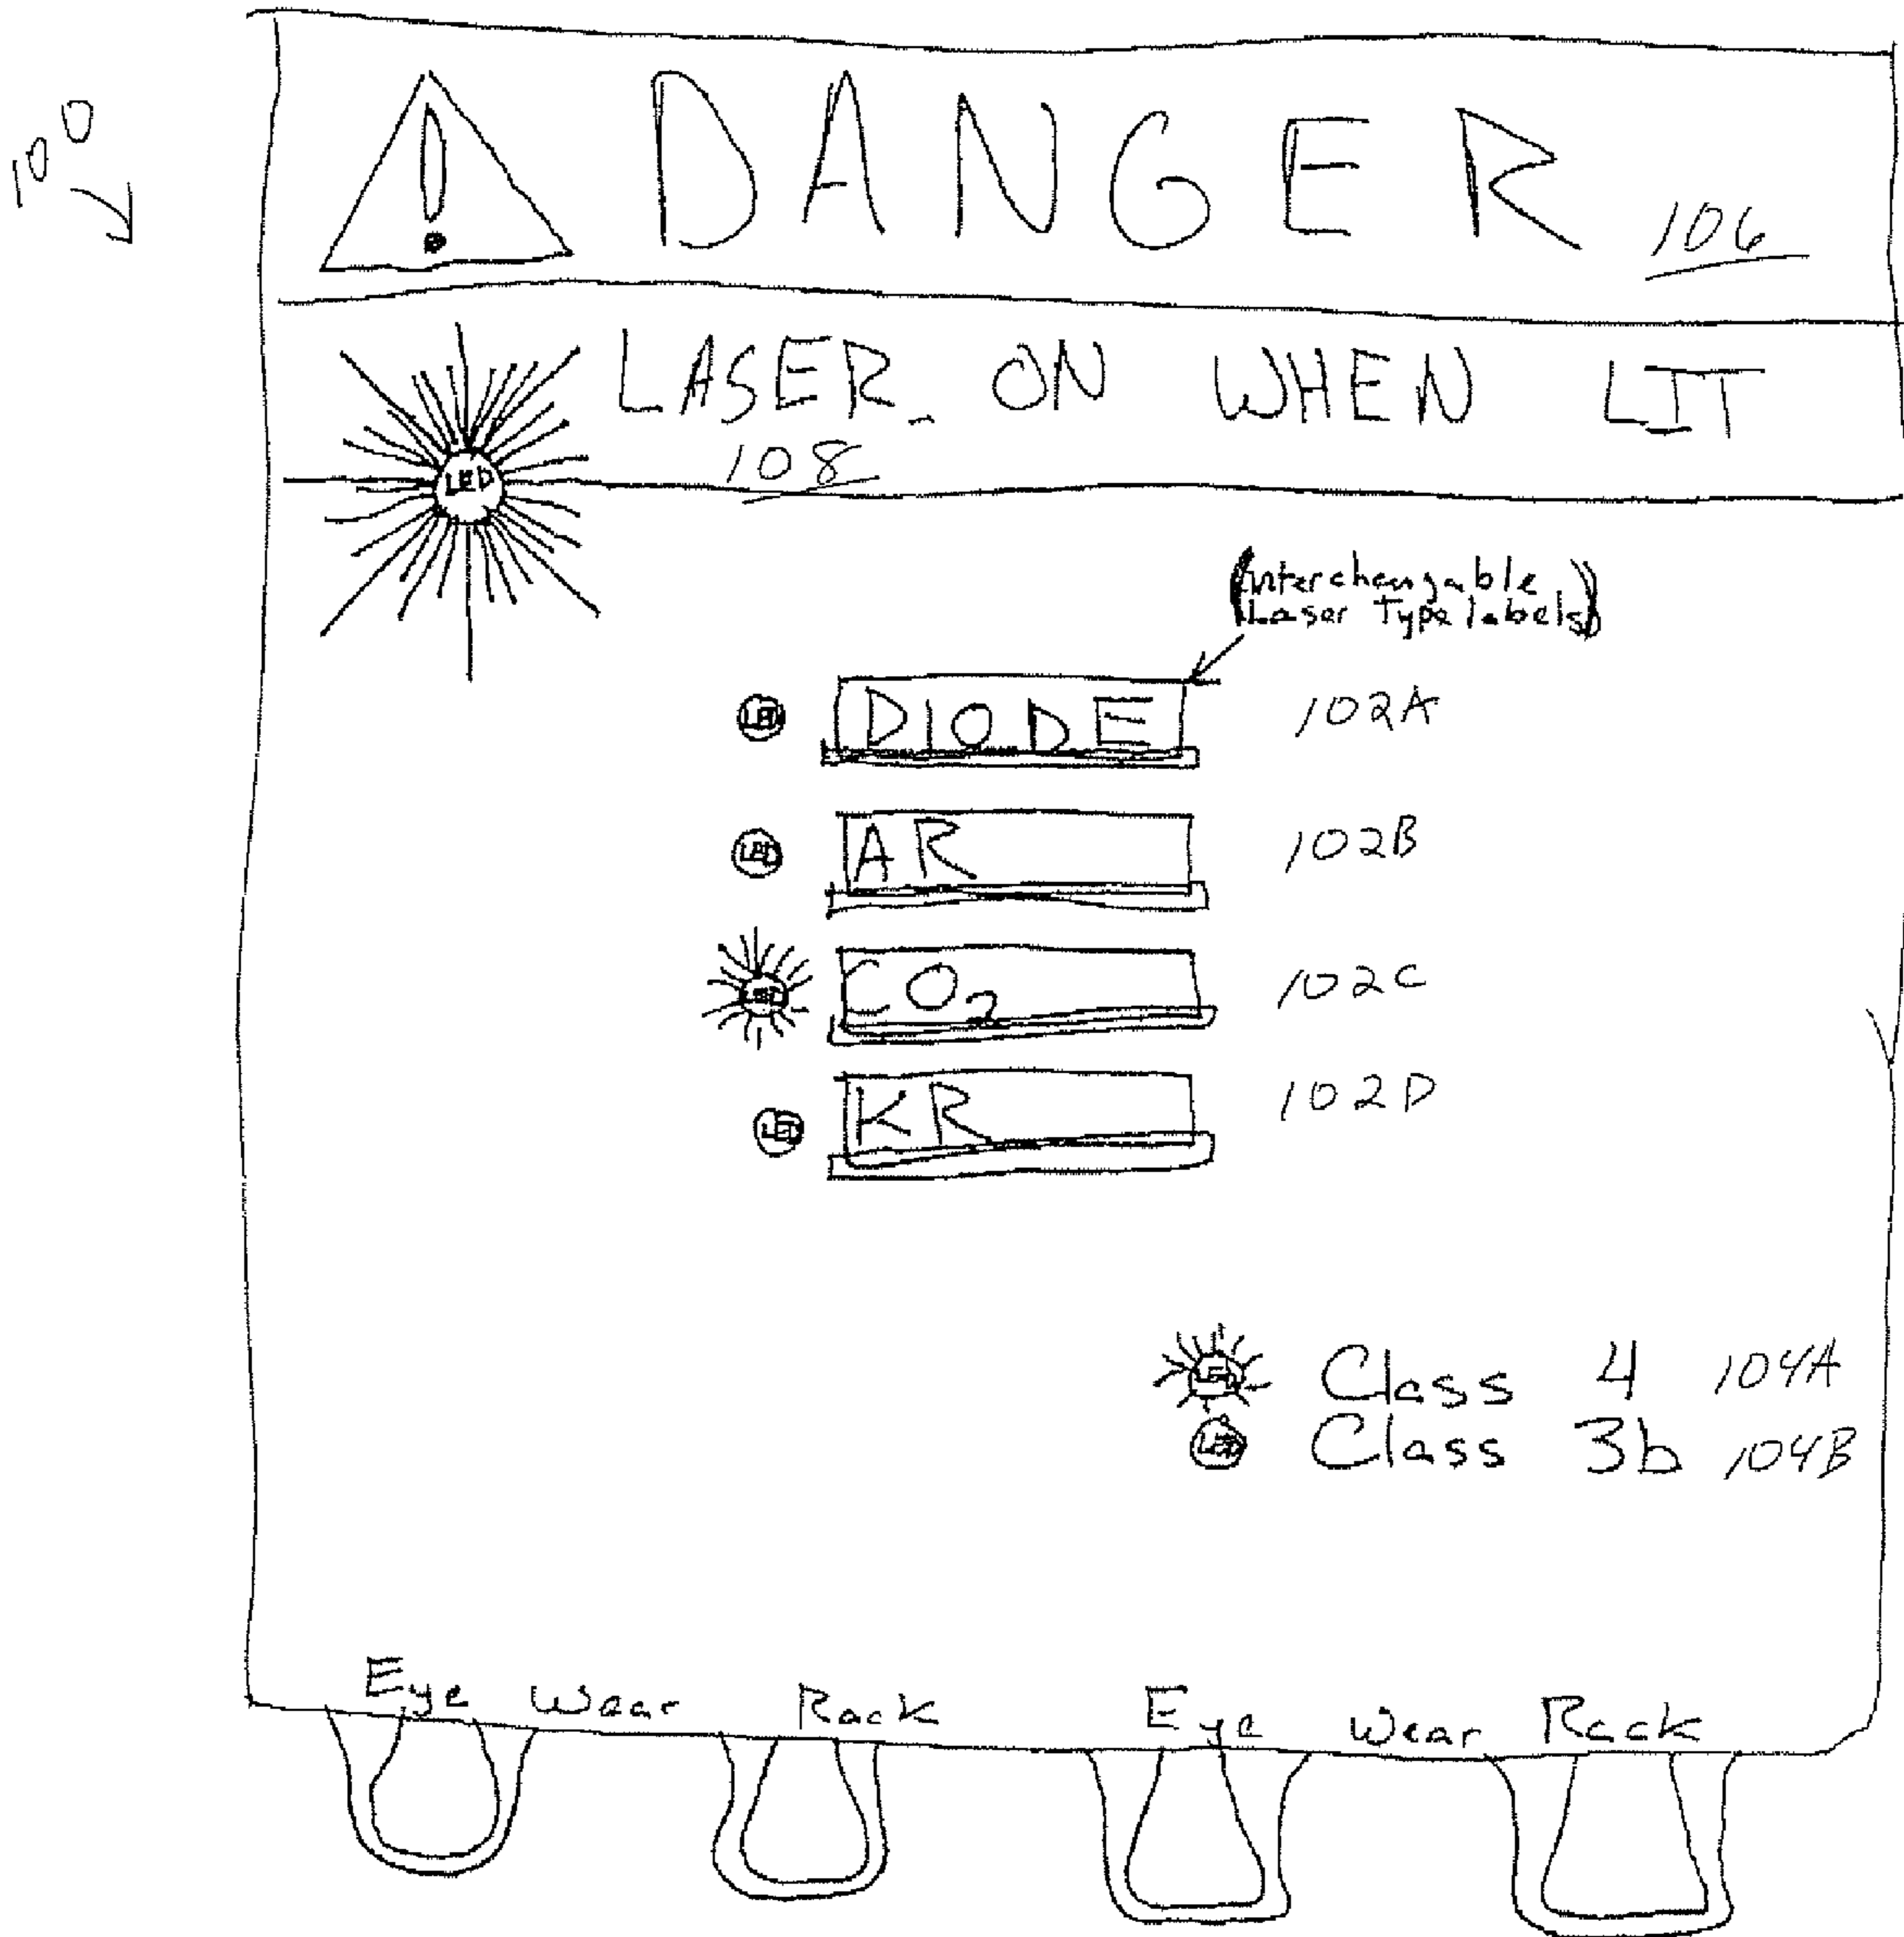 100
! DANGER 106
LASER ON WHEN LIT
LED 108
(Interchangable
Laser Type labels)
LED DIODE 102A
LED AR 102B
LED CO2 102C
LED KR 102D
LED Class 4 104A
LED Class 3b 104B
Eye Wear Rack Eye Wear Rack